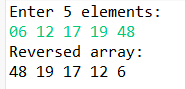 Enter 5 elements:
06 12 17 19 48
Reversed array:
48 19 17 12 6